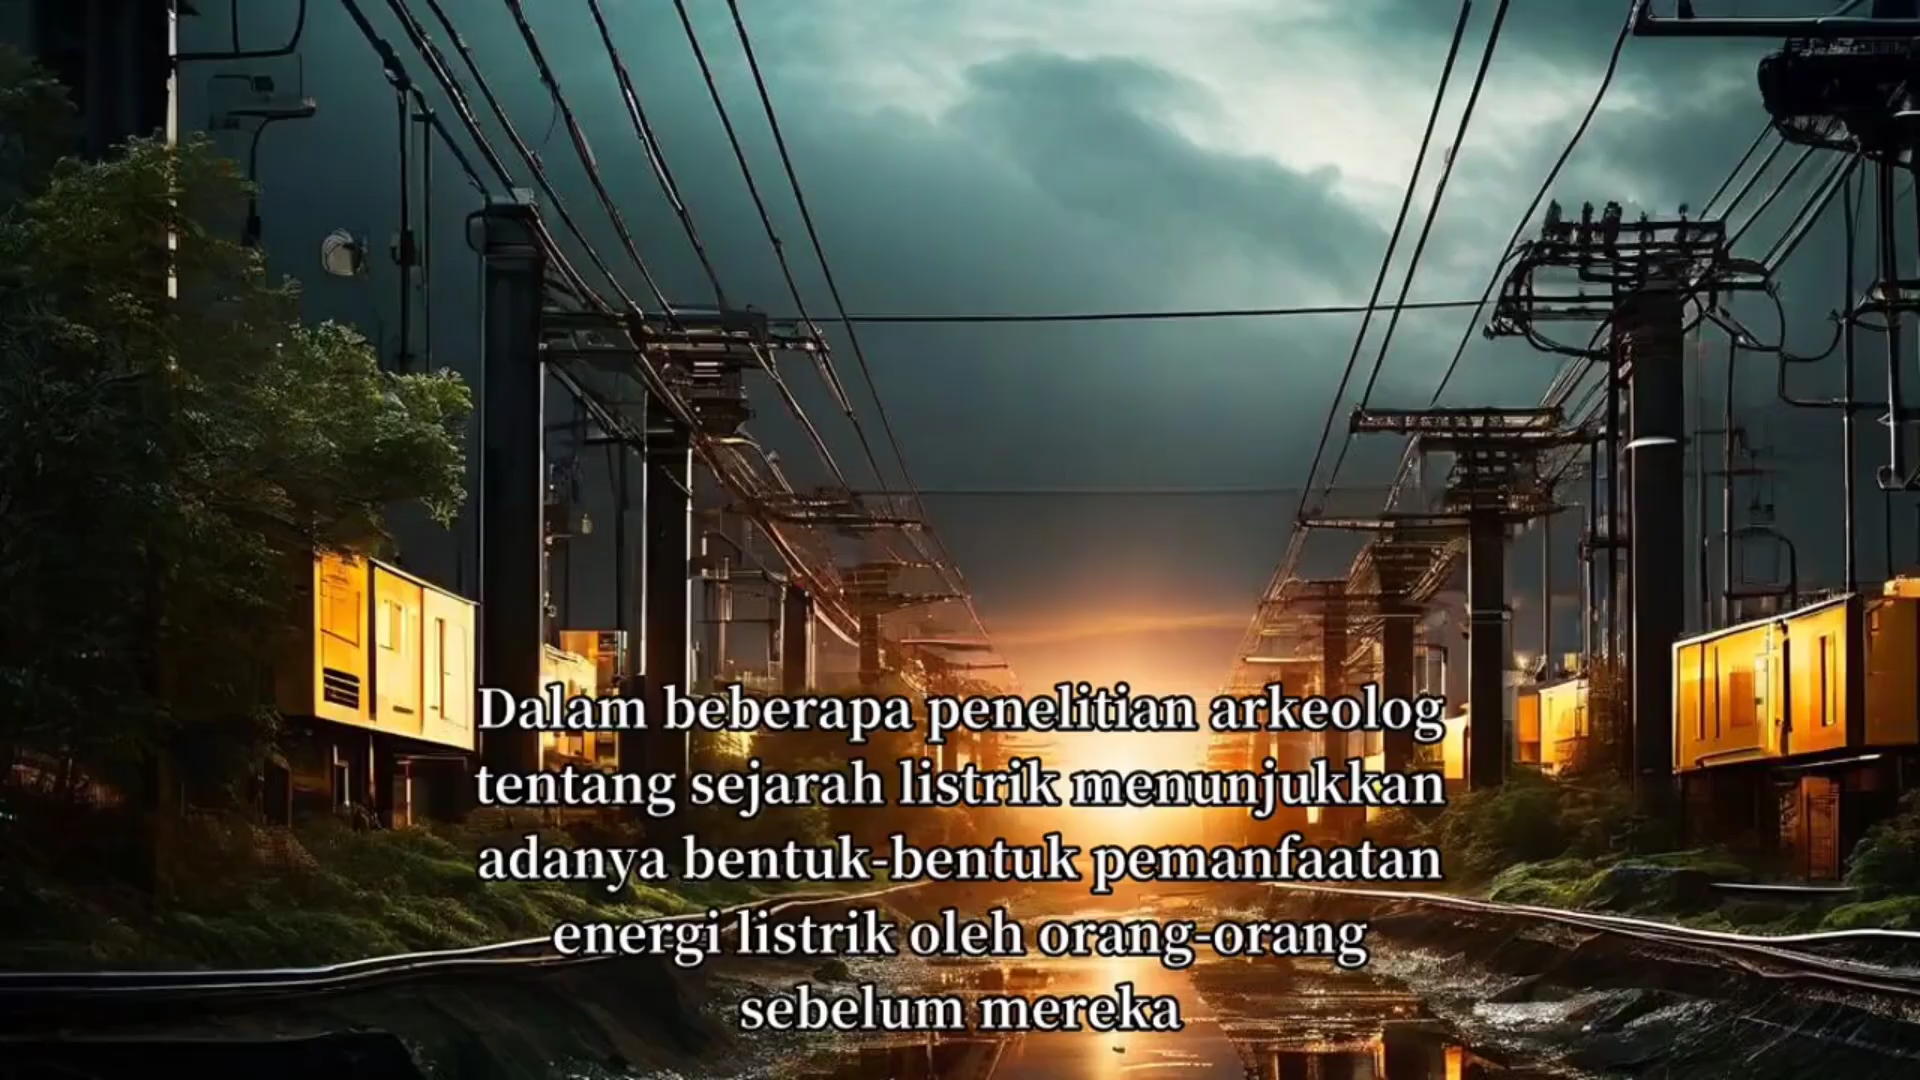 Dalam beberapa penelitian arkeolog
tentang sejarah listrik menunjukkan
adanya bentuk-bentuk pemanfaatan
energi listrik oleh orang-orang
sebelum mereka